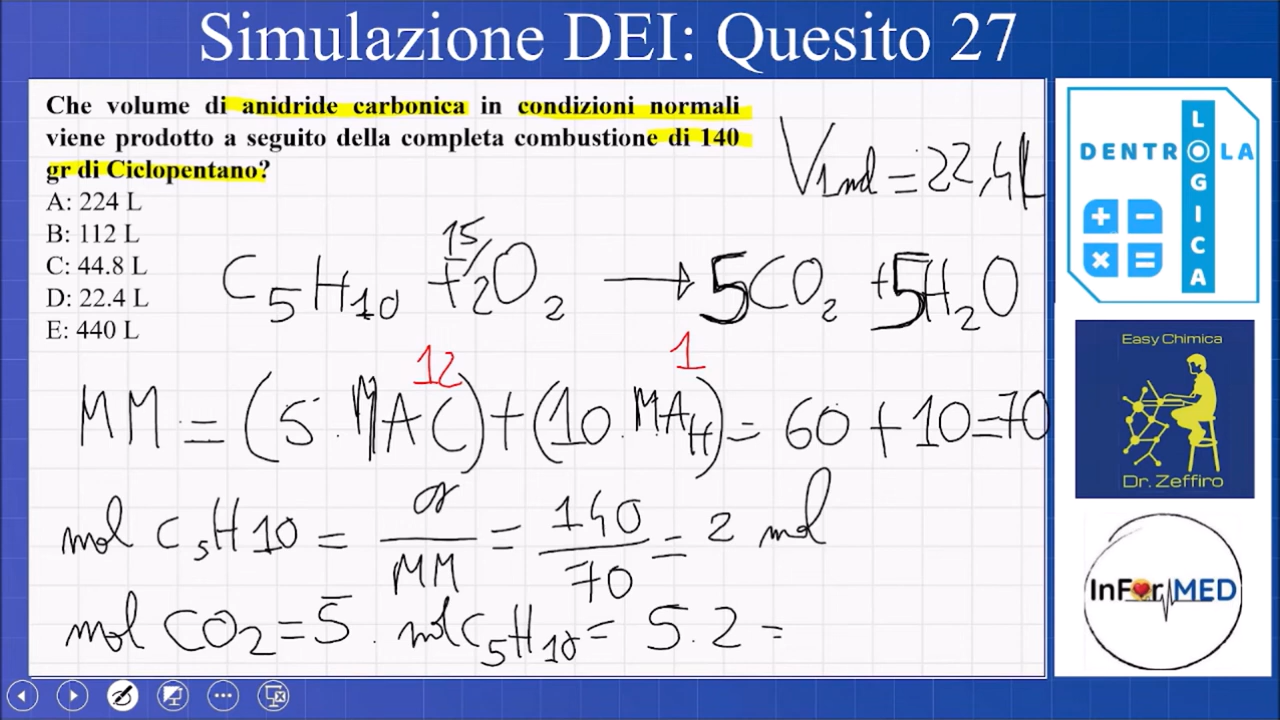 Simulazione DEI: Quesito 27
Che volume di anidride carbonica in condizioni normali
viene prodotto a seguito della completa combustione di 140
gr di Ciclopentano?
A: 224 L
B: 112 L
C: 44.8 L
D: 22.4 L
E: 440 L
V1mol = 22,4 L
C5H10 + 15/2 O2 → 5CO2 + 5H2O
12 1
MM = (5 · MAC) + (10 · MAH) = 60 + 10 = 70
mol C5H10 = gr/MM = 140/70 = 2 mol
mol CO2 = 5 · mol C5H10 = 5 · 2 =
DENTRO LA
LOGICA
Easy Chimica
Dr. Zeffiro
InForMED